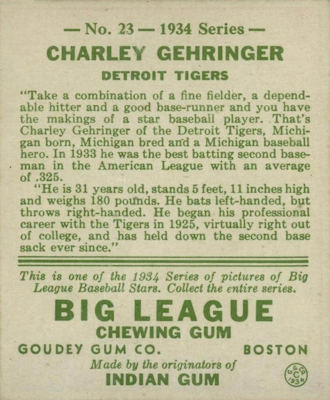 — No. 23 — 1934 Series —
CHARLEY GEHRINGER
DETROIT TIGERS
"Take a combination of a fine fielder, a depend-
able hitter and a good base-runner and you have
the makings of a star baseball player. That's
Charley Gehringer of the Detroit Tigers, Michi-
gan born, Michigan bred and a Michigan baseball
hero. In 1933 he was the best batting second base-
man in the American League with an average
of .325.
"He is 31 years old, stands 5 feet, 11 inches high
and weighs 180 pounds. He bats left-handed, but
throws right-handed. He began his professional
career with the Tigers in 1925, virtually right out
of college, and has held down the second base
sack ever since."
This is one of the 1934 Series of pictures of Big
League Baseball Stars. Collect the entire series.
BIG LEAGUE
CHEWING GUM
GOUDEY GUM CO. BOSTON
Made by the originators of
INDIAN GUM
C
1934